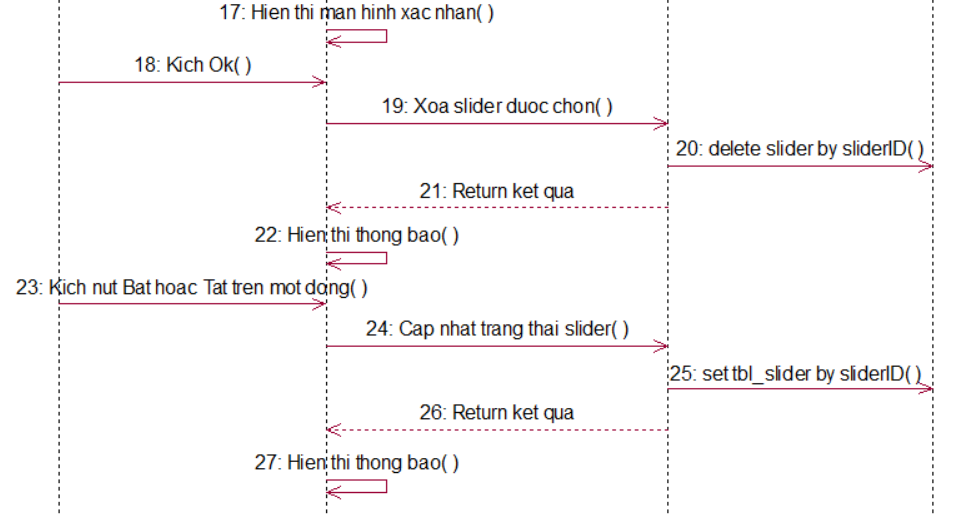 17: Hien thi man hinh xac nhan( )
18: Kich Ok( )
19: Xoa slider duoc chon( )
20: delete slider by sliderID( )
21: Return ket qua
22: Hien thi thong bao( )
23: Kich nut Bat hoac Tat tren mot dong( )
24: Cap nhat trang thai slider( )
25: set tbl_slider by sliderID( )
26: Return ket qua
27: Hien thi thong bao( )